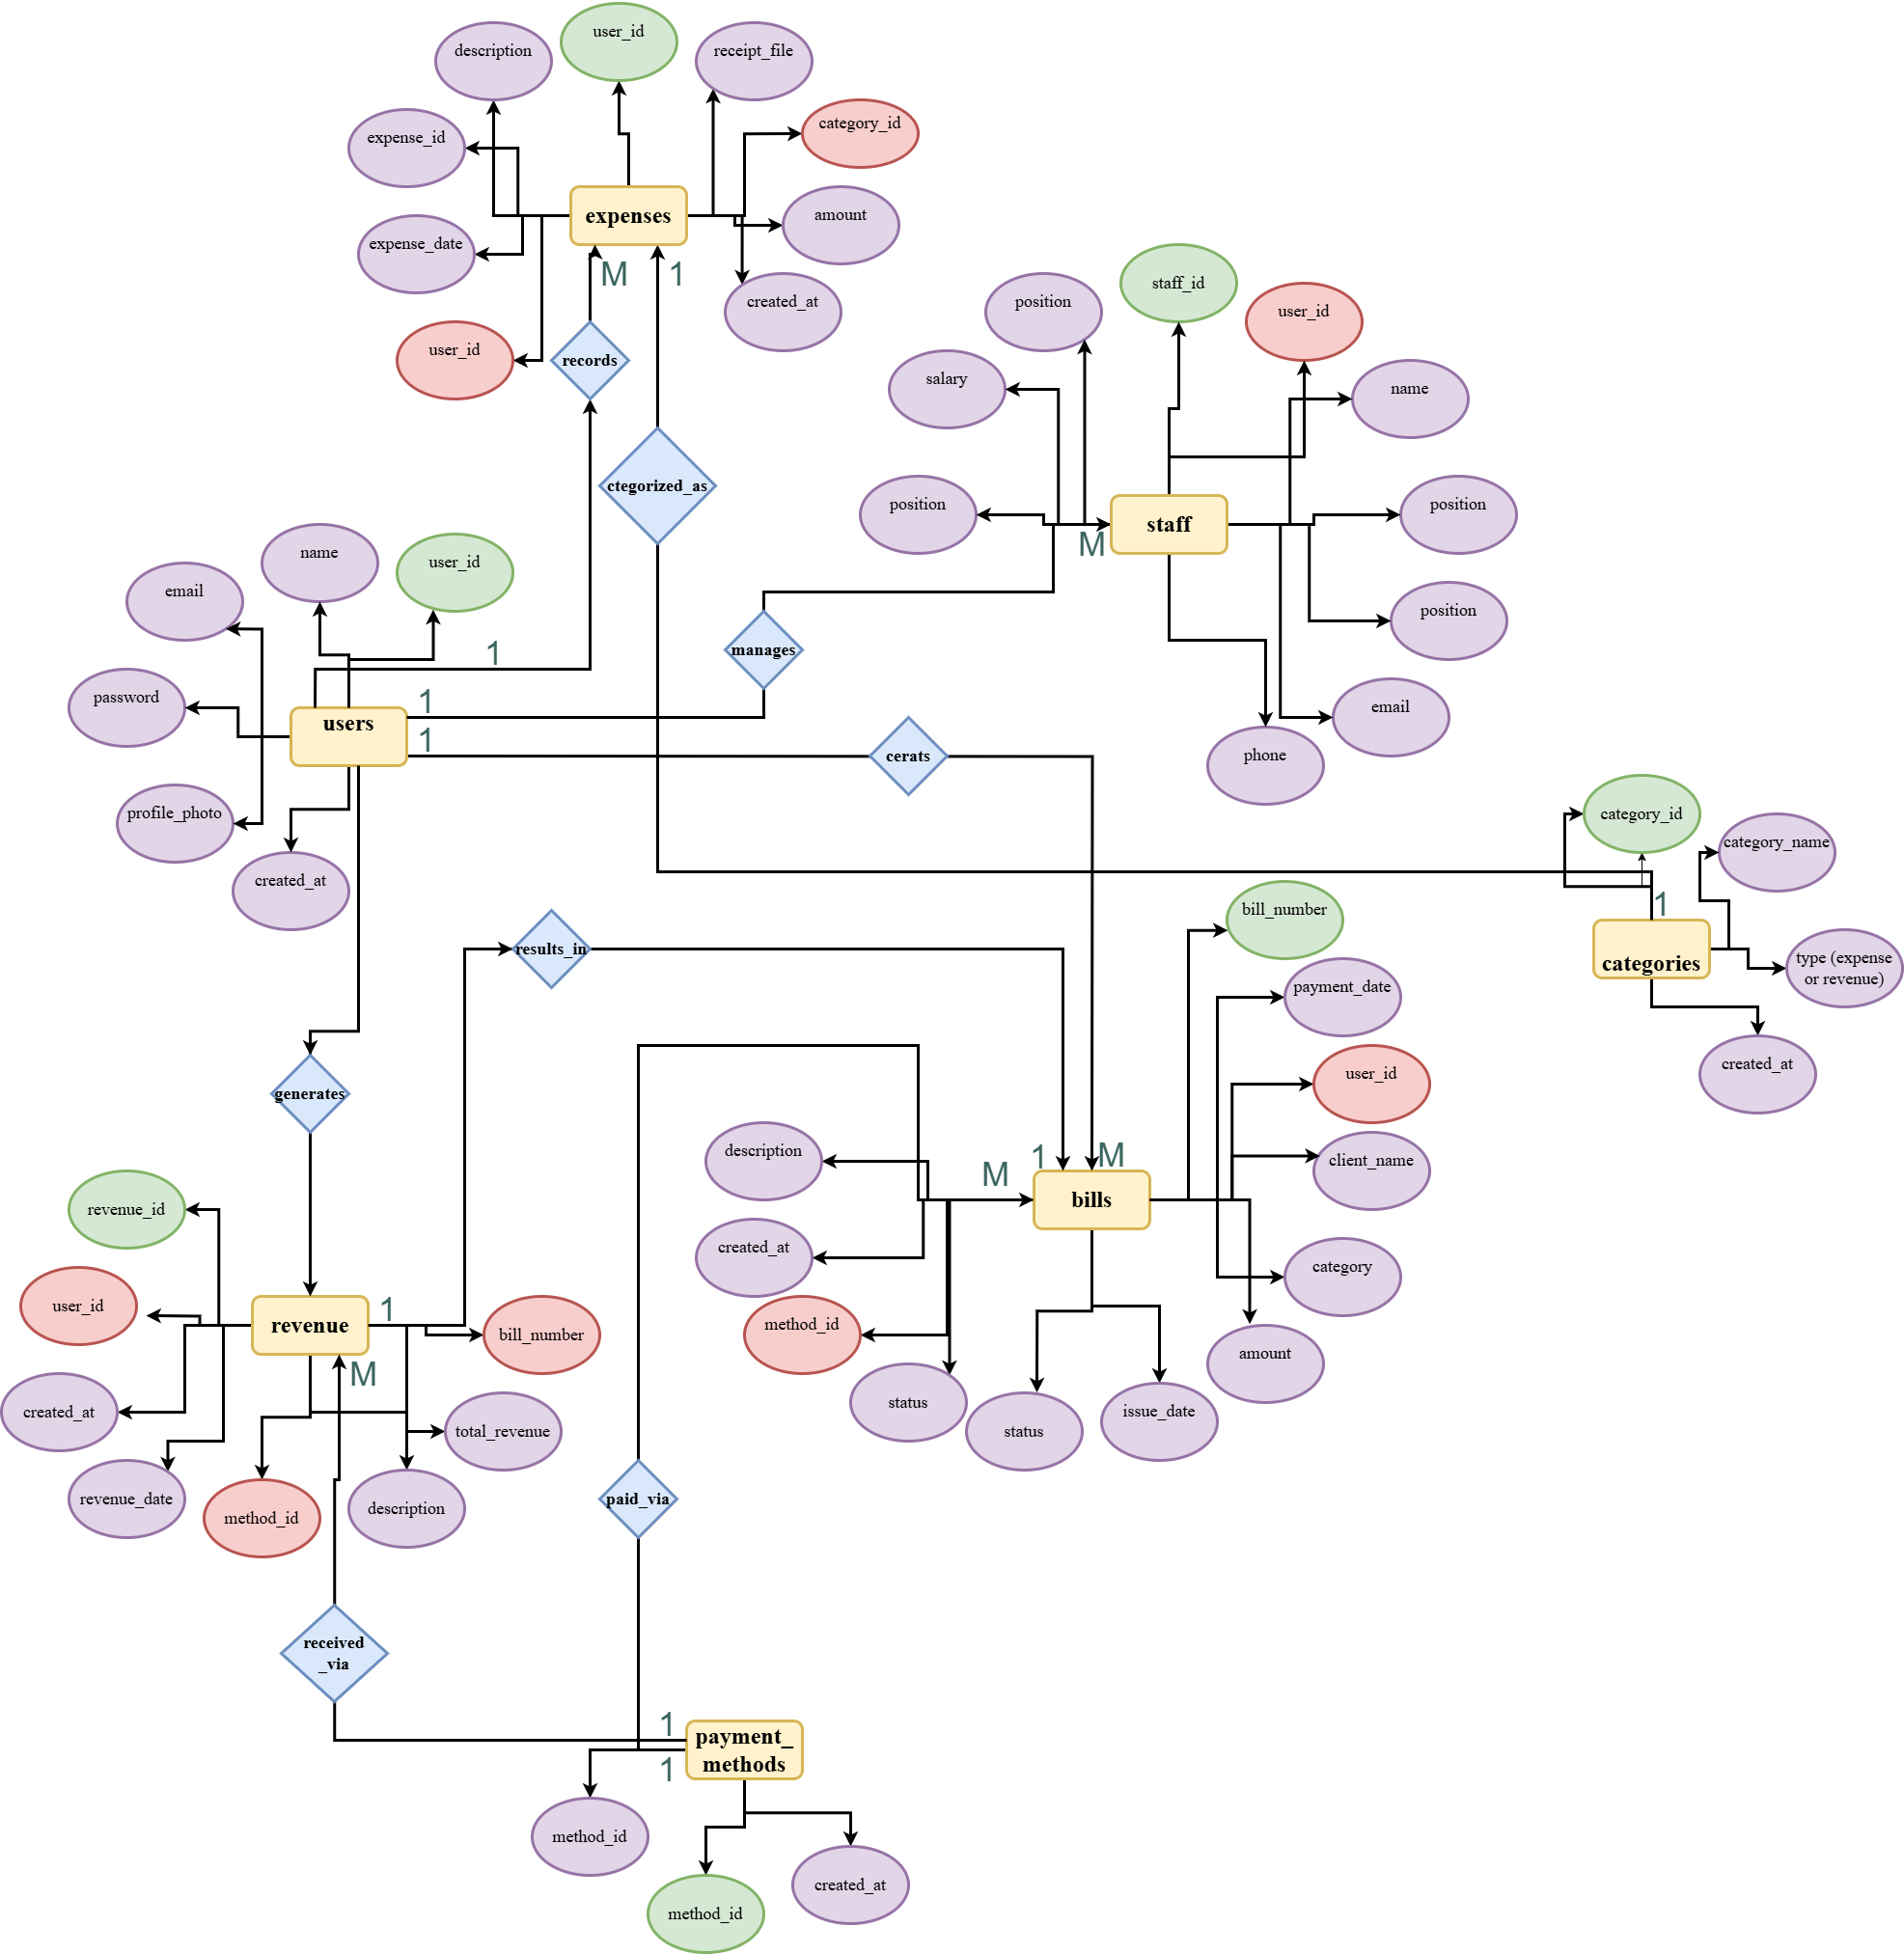 user_id
description
receipt_file
category_id
expense_id
expenses
amount
expense_date
M
1
created_at
user_id
records
staff_id
position
user_id
salary
name
ctegorized_as
position
staff
position
M
name
user_id
email
position
1
manages
password
1
users
1
email
cerats
phone
profile_photo
category_id
category_name
created_at
1
bill_number
results_in
categories
type (expense
or revenue)
payment_date
generates
created_at
user_id
description
1
M
client_name
M
bills
revenue_id
created_at
category
user_id
1
revenue
bill_number
method_id
amount
M
created_at
total_revenue
status
status
issue_date
revenue_date
method_id
description
paid_via
received
_via
1
payment_
methods
1
method_id
created_at
method_id